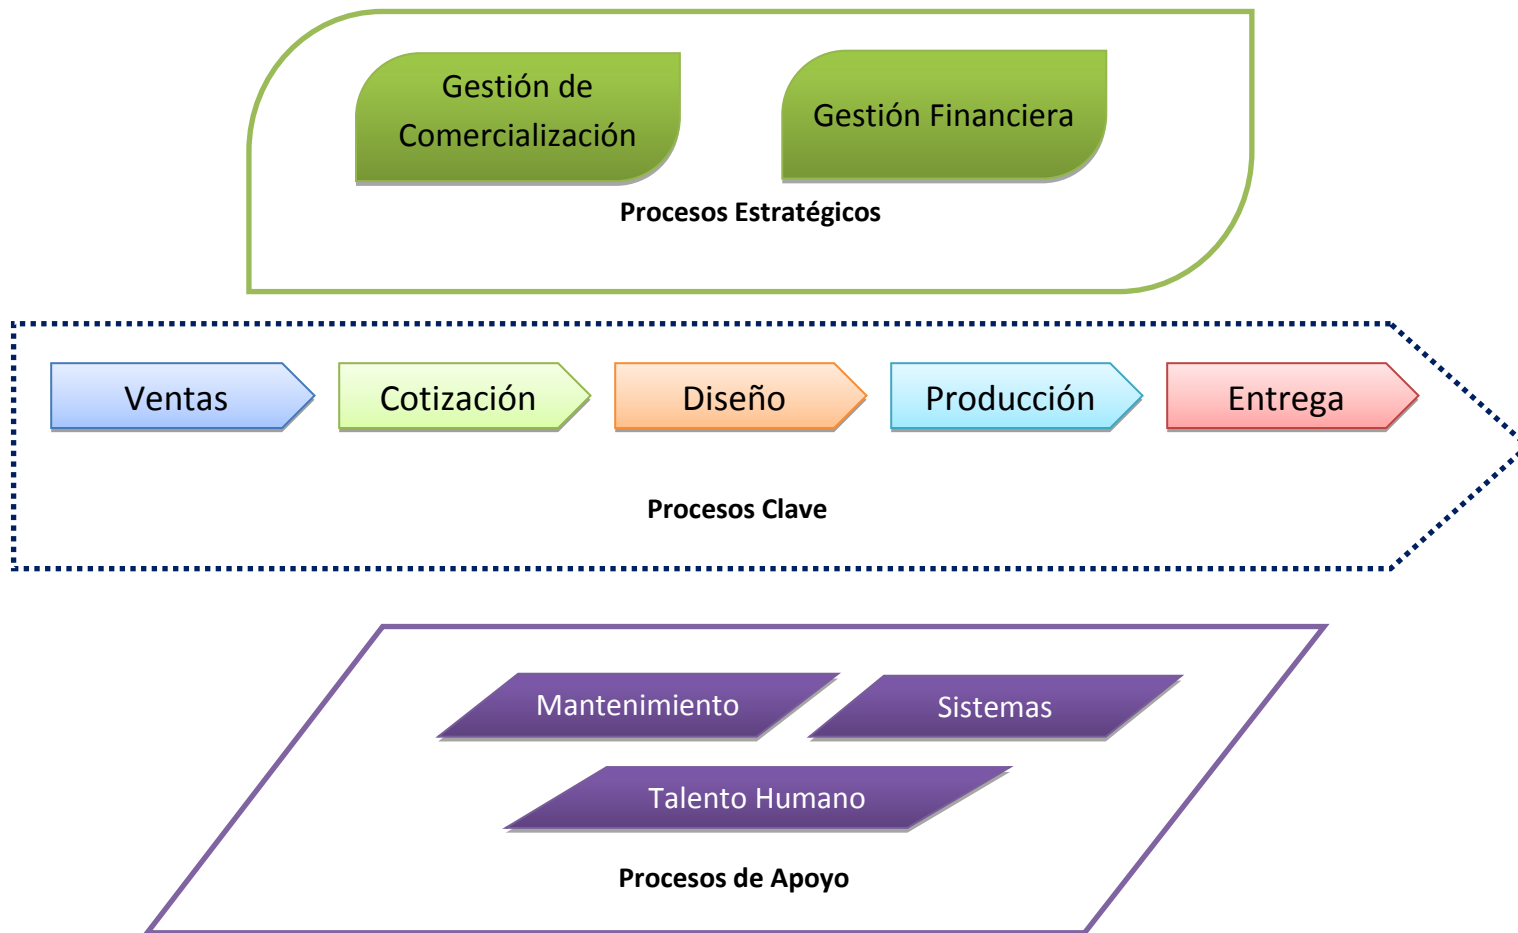 Gestión de
Comercialización
Gestión Financiera
Procesos Estratégicos
Ventas
Cotización
Diseño
Producción
Entrega
Procesos Clave
Mantenimiento
Sistemas
Talento Humano
Procesos de Apoyo